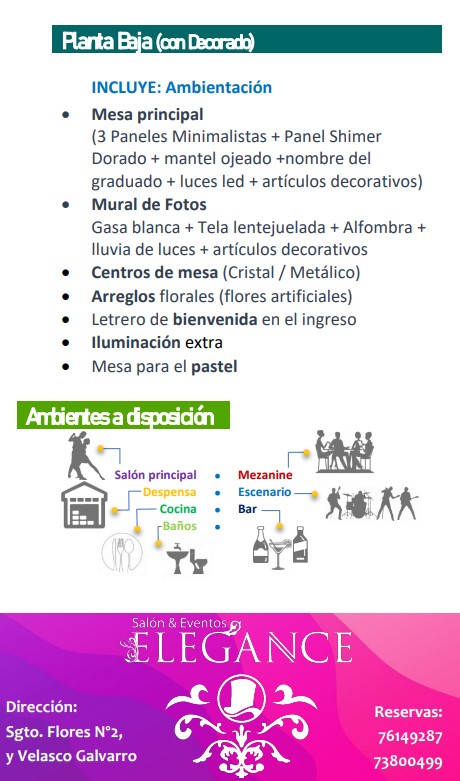 Planta Baja (con Decorado)
INCLUYE: Ambientación
• Mesa principal
(3 Paneles Minimalistas + Panel Shimer
Dorado + mantel ojeado +nombre del
graduado + luces led + artículos decorativos)
• Mural de Fotos
Gasa blanca + Tela lentejuelada + Alfombra +
lluvia de luces + artículos decorativos
• Centros de mesa (Cristal / Metálico)
• Arreglos florales (flores artificiales)
• Letrero de bienvenida en el ingreso
• Iluminación extra
• Mesa para el pastel
Ambientes a disposición
Salón principal •
Despensa •
Cocina •
Baños •
Mezanine
Escenario
Bar
Salón & Eventos
ELEGANCE
Dirección:
Sgto. Flores N°2,
y Velasco Galvarro
Reservas:
76149287
73800499